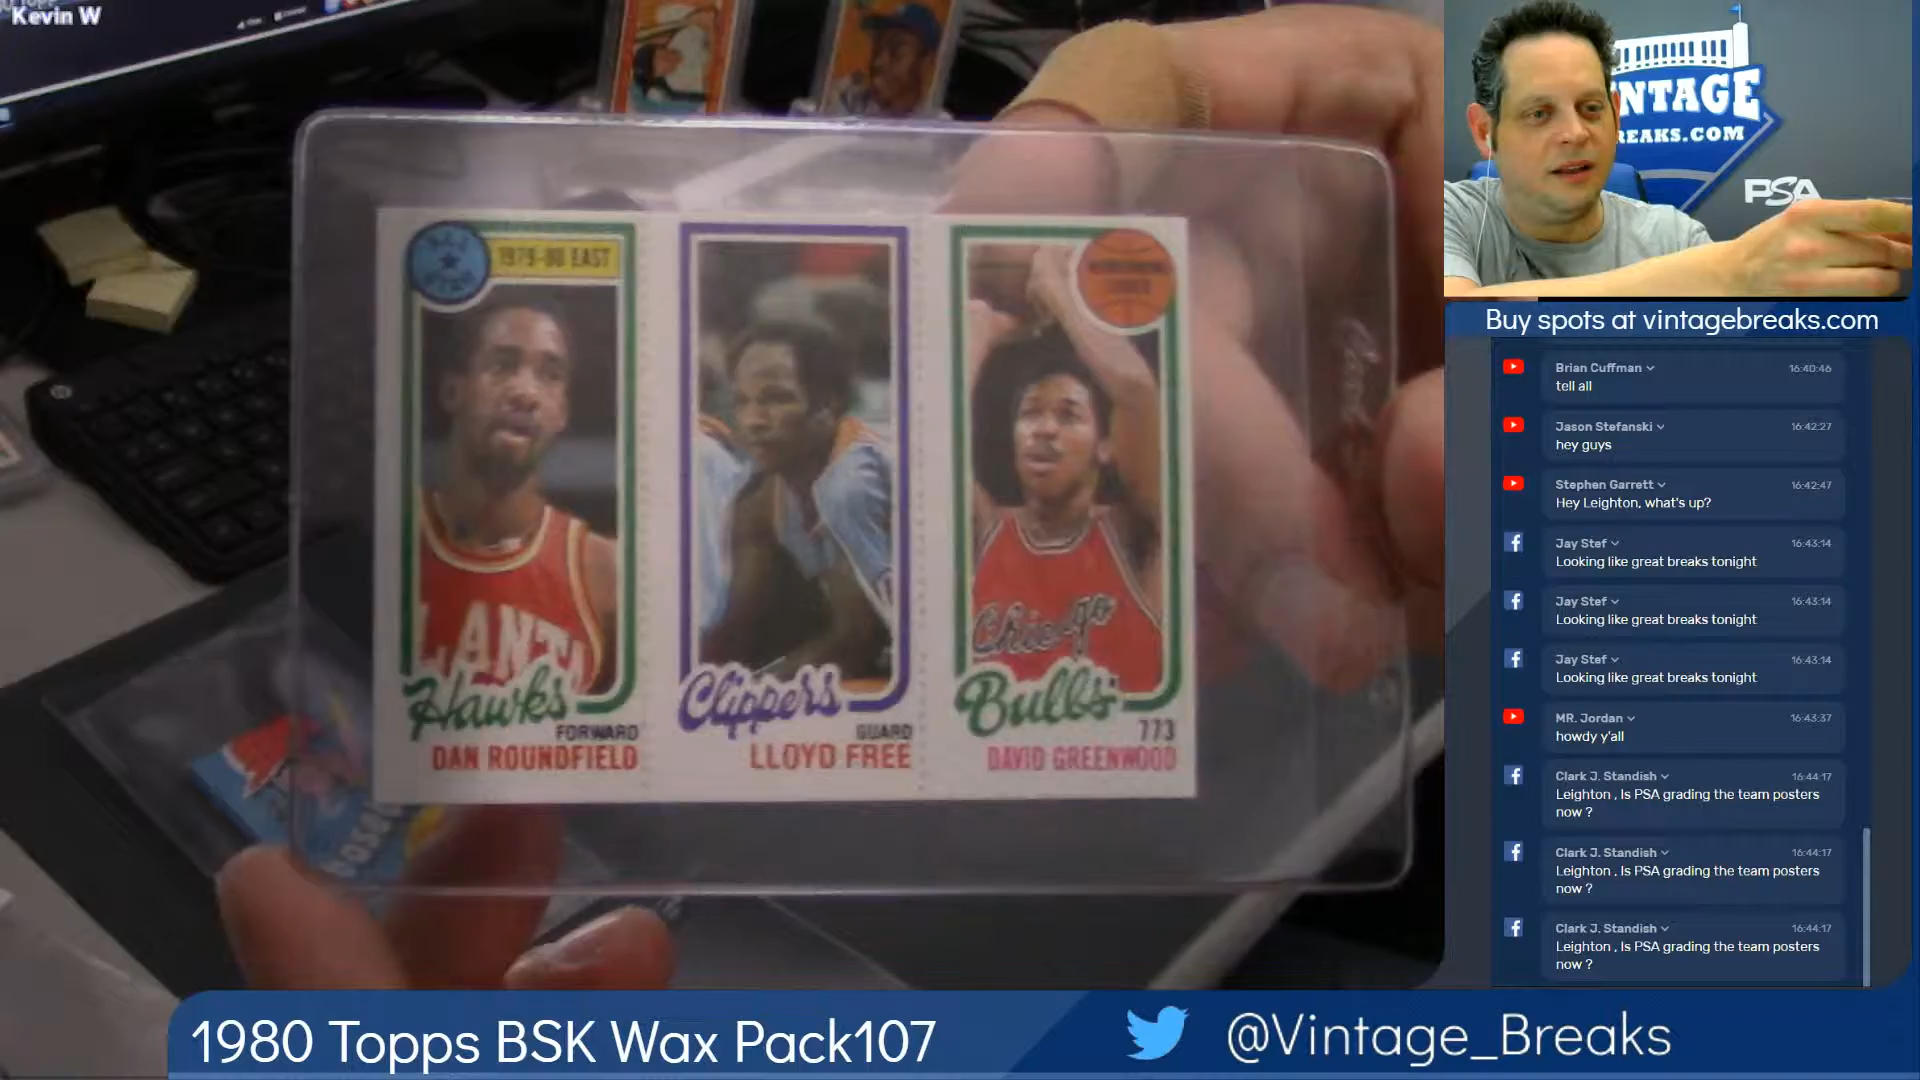 Kevin W
1979-80 EAST
LANT
Hawks
FORWARD
DAN ROUNDFIELD
Clippers
GUARD
LLOYD FREE
Chicago
Bulls
773
DAVID GREENWOOD
NTAGE
REAKS.COM
PSA
Buy spots at vintagebreaks.com
Brian Cuffman 16:40:46
tell all
Jason Stefanski 16:42:27
hey guys
Stephen Garrett 16:42:47
Hey Leighton, what's up?
Jay Stef 16:43:14
Looking like great breaks tonight
Jay Stef 16:43:14
Looking like great breaks tonight
Jay Stef 16:43:14
Looking like great breaks tonight
MR. Jordan 16:43:37
howdy y'all
Clark J. Standish 16:44:17
Leighton , Is PSA grading the team posters
now ?
Clark J. Standish 16:44:17
Leighton , Is PSA grading the team posters
now ?
Clark J. Standish 16:44:17
Leighton , Is PSA grading the team posters
now ?
1980 Topps BSK Wax Pack107
@Vintage_Breaks